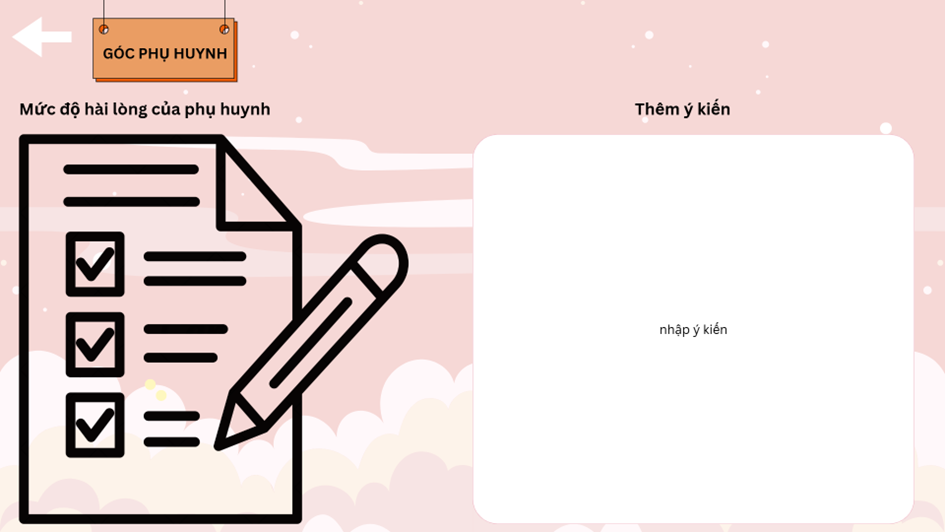 GÓC PHỤ HUYNH
Mức độ hài lòng của phụ huynh
Thêm ý kiến
nhập ý kiến